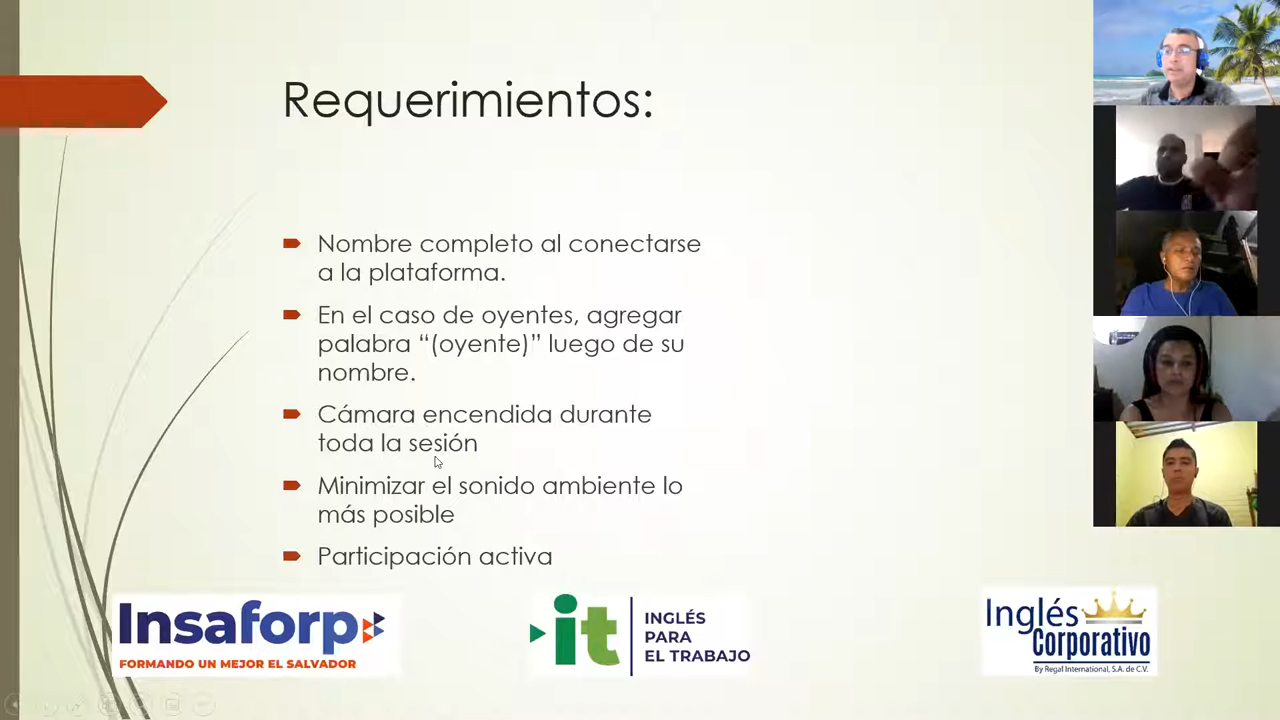 Requerimientos:
Nombre completo al conectarse
a la plataforma.
En el caso de oyentes, agregar
palabra “(oyente)” luego de su
nombre.
Cámara encendida durante
toda la sesión
Minimizar el sonido ambiente lo
más posible
Participación activa
Insaforp
FORMANDO UN MEJOR EL SALVADOR
it
INGLÉS
PARA
EL TRABAJO
Inglés
Corporativo
By Regal International, S.A. de C.V.